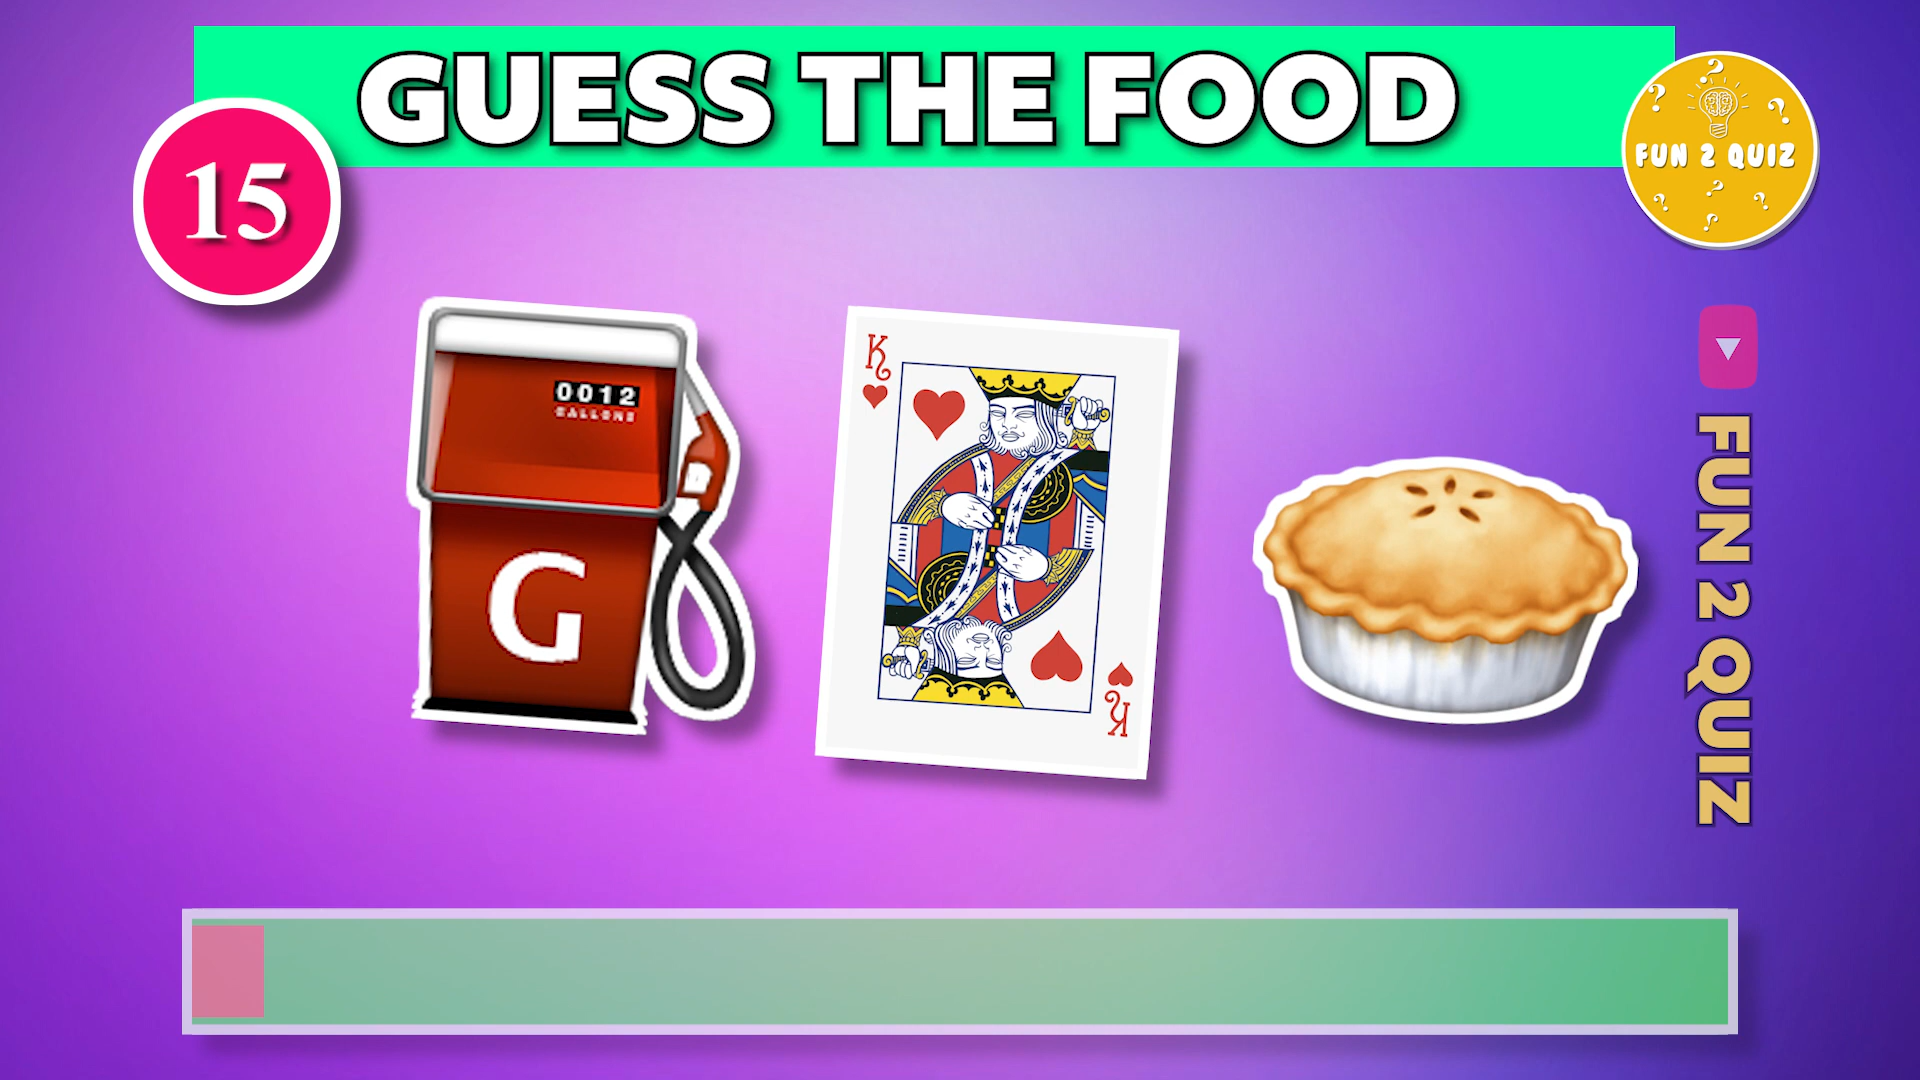 GUESS THE FOOD
15
FUN 2 QUIZ
0012
GALLONS
G
K
K
FUN 2 QUIZ